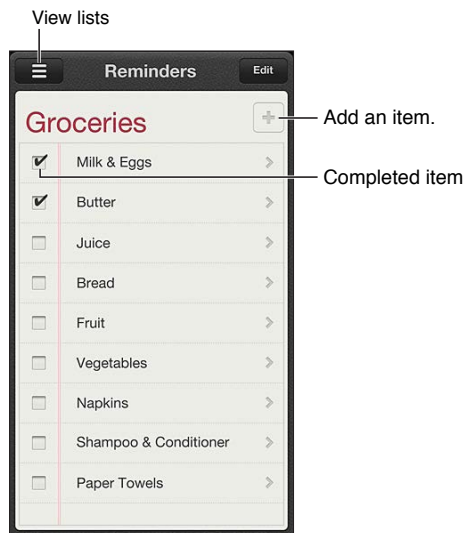 View lists
Reminders
Edit
Groceries
Add an item.
Milk & Eggs
Completed item
Butter
Juice
Bread
Fruit
Vegetables
Napkins
Shampoo & Conditioner
Paper Towels